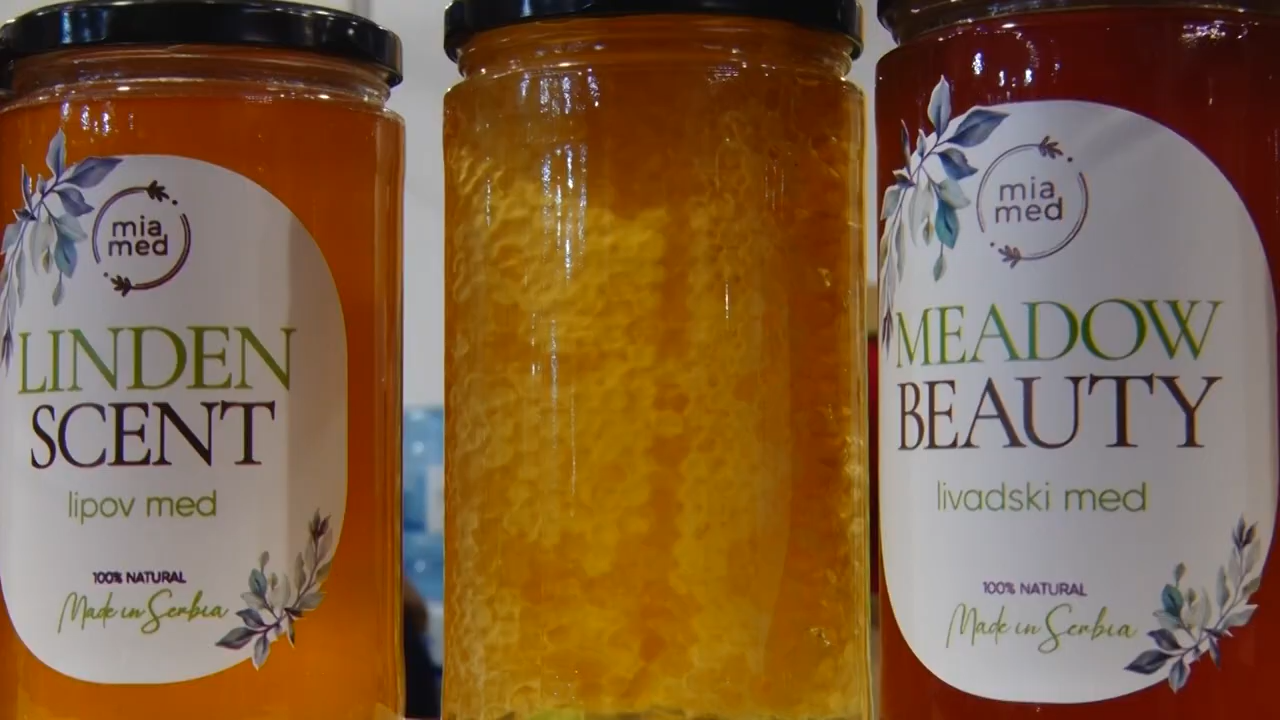 mia
med
LINDEN
SCENT
lipov med
100% NATURAL
Made in Serbia
mia
med
MEADOW
BEAUTY
livadski med
100% NATURAL
Made in Serbia